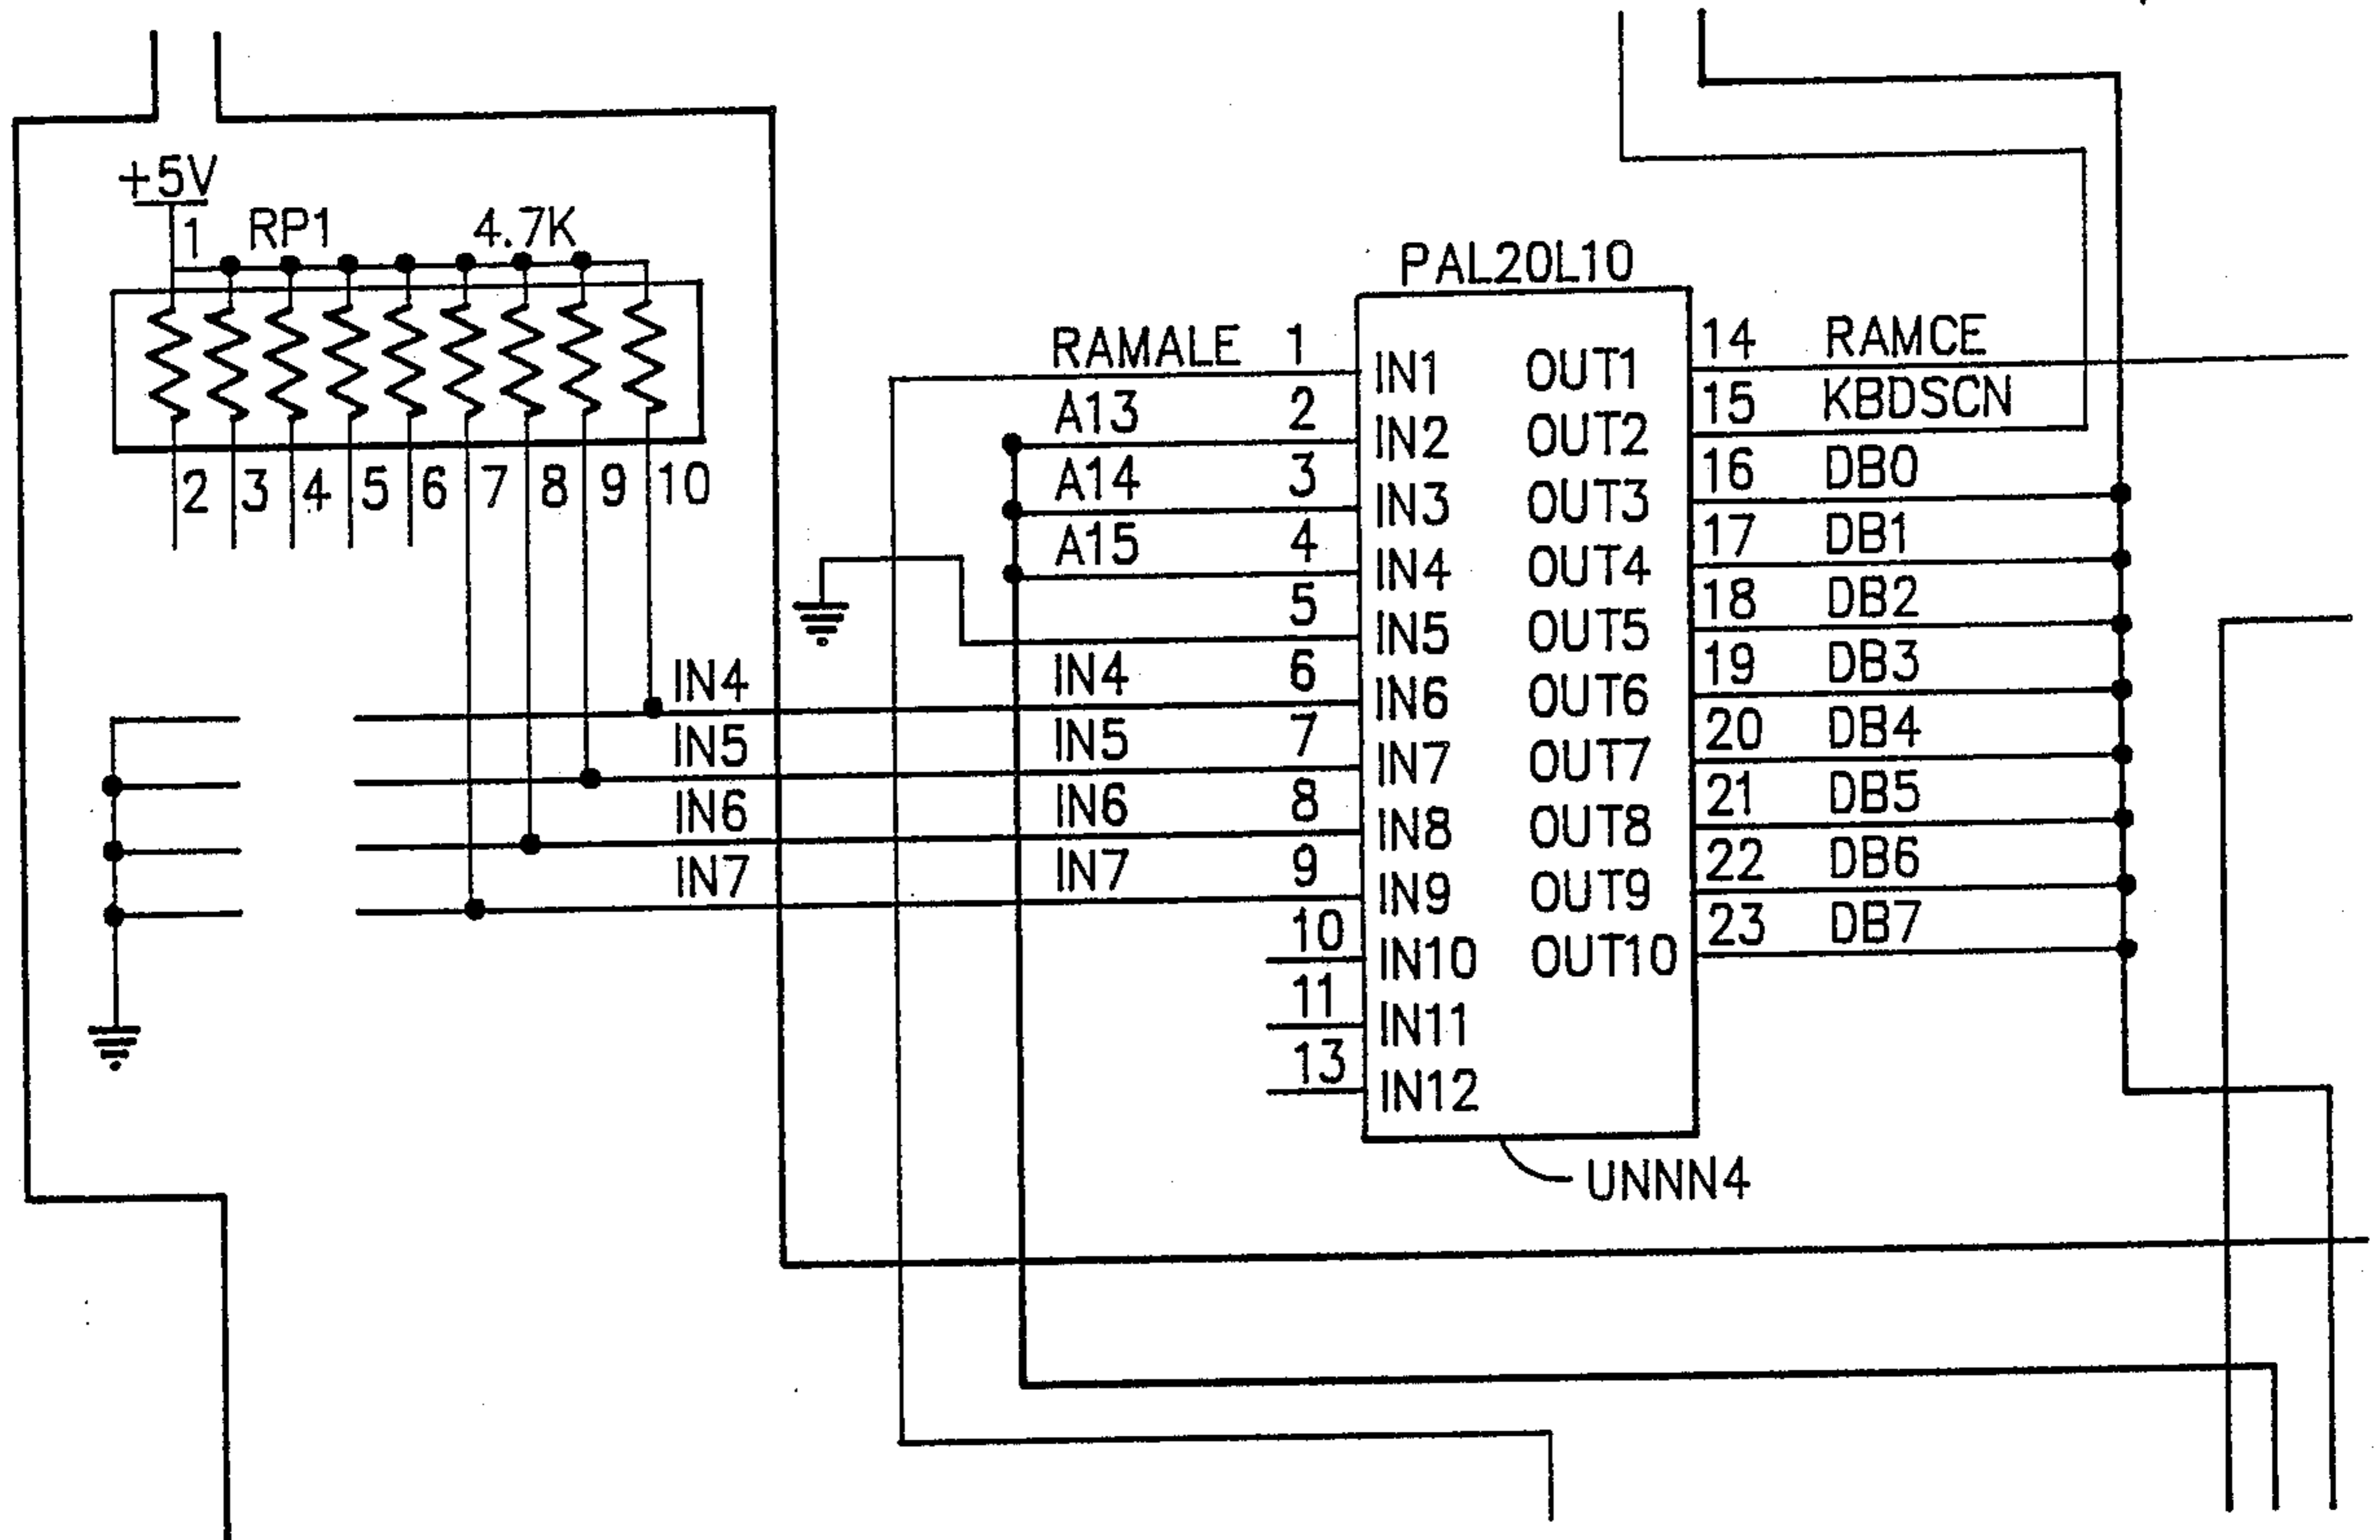 +5V
1 RP1 4.7K
2 3 4 5 6 7 8 9 10
IN4
IN5
IN6
IN7
PAL20L10
RAMALE 1 IN1 OUT1 14 RAMCE
A13 2 IN2 OUT2 15 KBDSCN
A14 3 IN3 OUT3 16 DB0
A15 4 IN4 OUT4 17 DB1
5 IN5 OUT5 18 DB2
IN4 6 IN6 OUT6 19 DB3
IN5 7 IN7 OUT7 20 DB4
IN6 8 IN8 OUT8 21 DB5
IN7 9 IN9 OUT9 22 DB6
10 IN10 OUT10 23 DB7
11 IN11
13 IN12
UNNN4